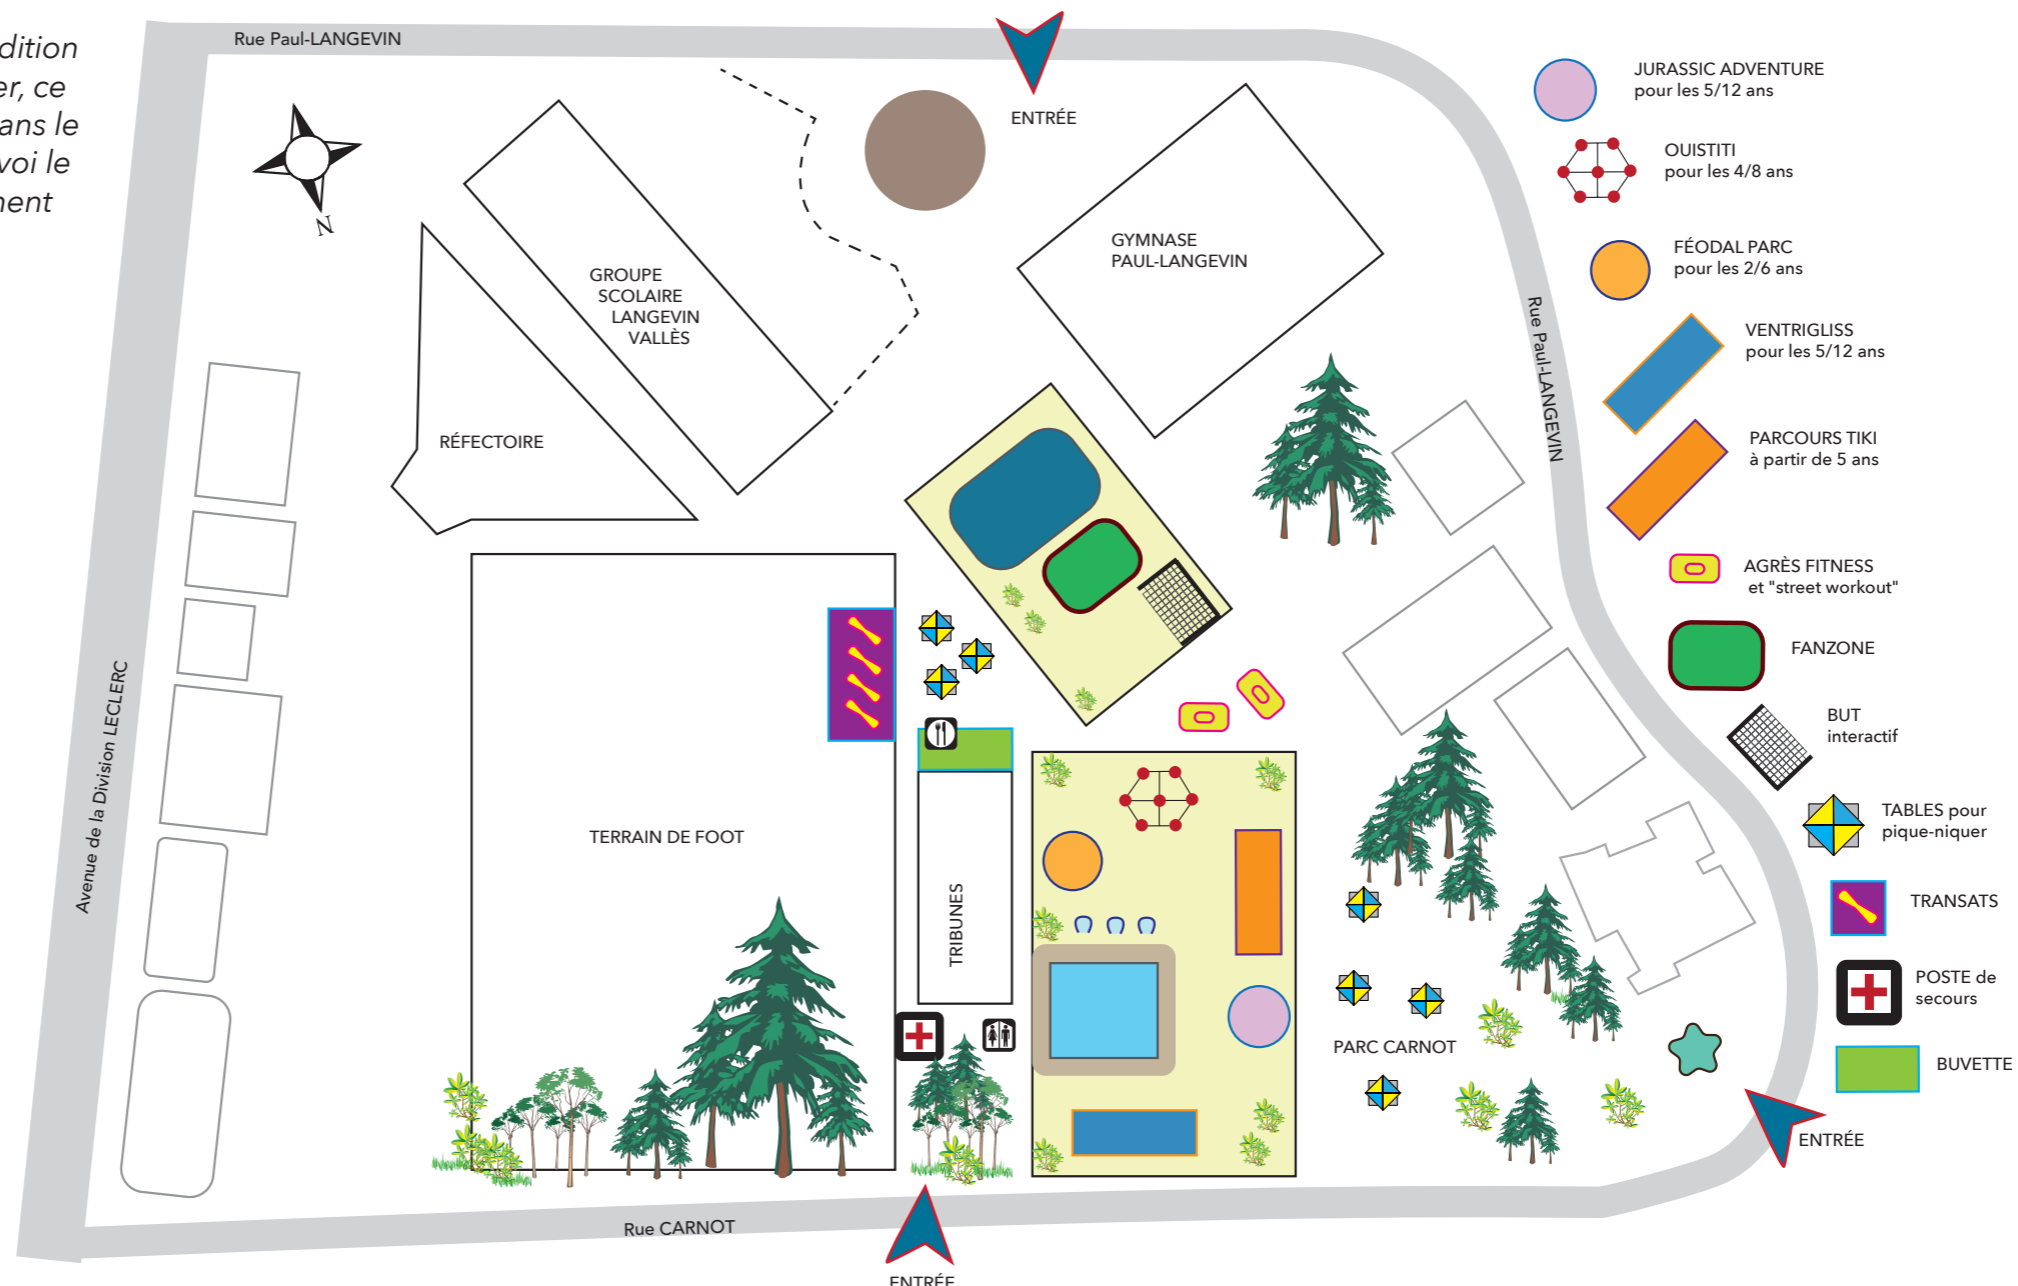 dition
er, ce
ans le
voi le
nent
Rue Paul-LANGEVIN
ENTRÉE
N
GROUPE
SCOLAIRE
LANGEVIN
VALLÈS
GYMNASE
PAUL-LANGEVIN
RÉFECTOIRE
Rue Paul-LANGEVIN
Avenue de la Division LECLERC
TERRAIN DE FOOT
TRIBUNES
PARC CARNOT
ENTRÉE
Rue CARNOT
ENTRÉE
JURASSIC ADVENTURE
pour les 5/12 ans
OUISTITI
pour les 4/8 ans
FÉODAL PARC
pour les 2/6 ans
VENTRIGLISS
pour les 5/12 ans
PARCOURS TIKI
à partir de 5 ans
AGRÈS FITNESS
et "street workout"
FANZONE
BUT
interactif
TABLES pour
pique-niquer
TRANSATS
POSTE de
secours
BUVETTE